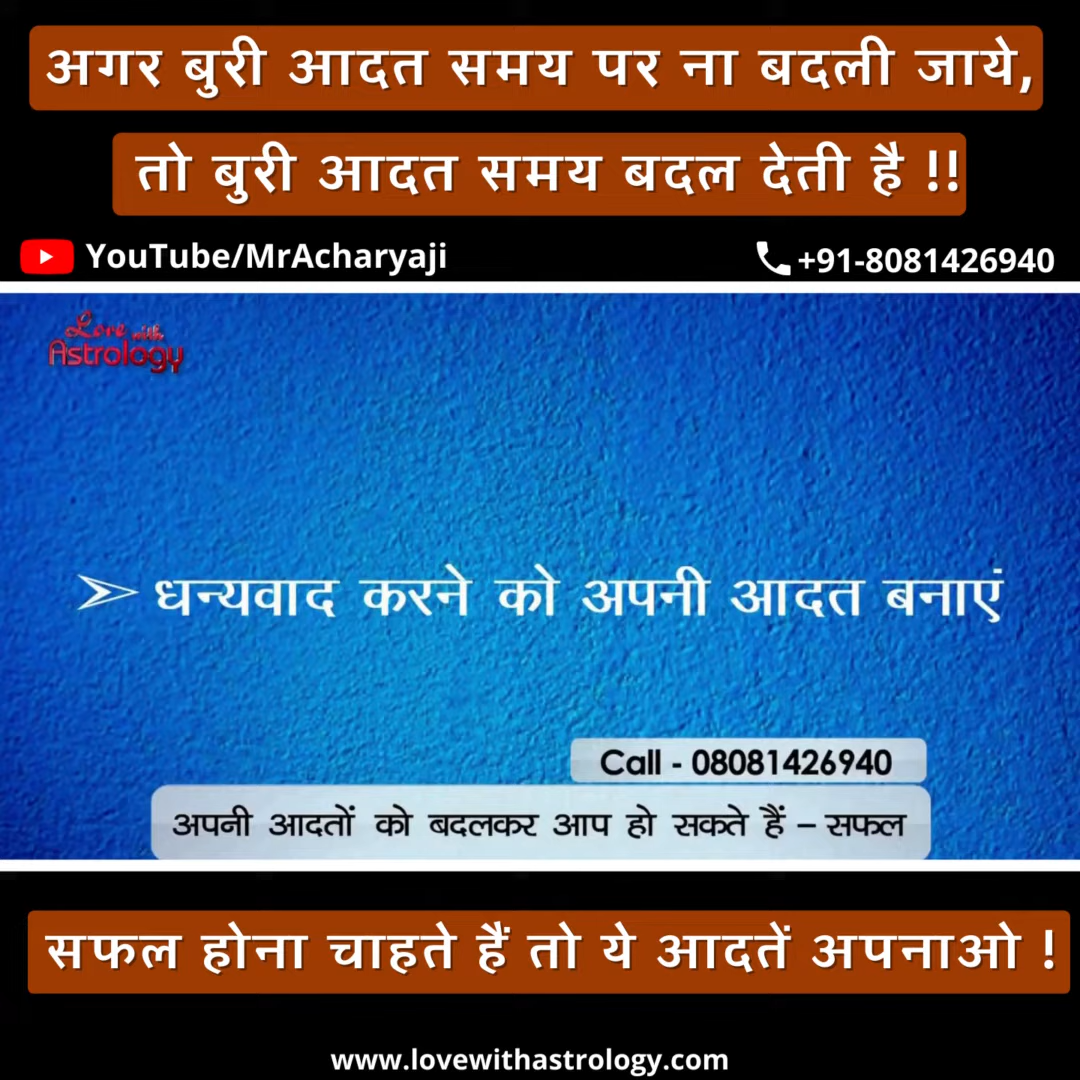 अगर बुरी आदत समय पर ना बदली जाये,
तो बुरी आदत समय बदल देती है !!
YouTube/MrAcharyaji
+91-8081426940
Love with
Astrology
➢ धन्यवाद करने को अपनी आदत बनाएं
Call - 08081426940
अपनी आदतों को बदलकर आप हो सकते हैं – सफल
सफल होना चाहते हैं तो ये आदतें अपनाओ !
www.lovewithastrology.com